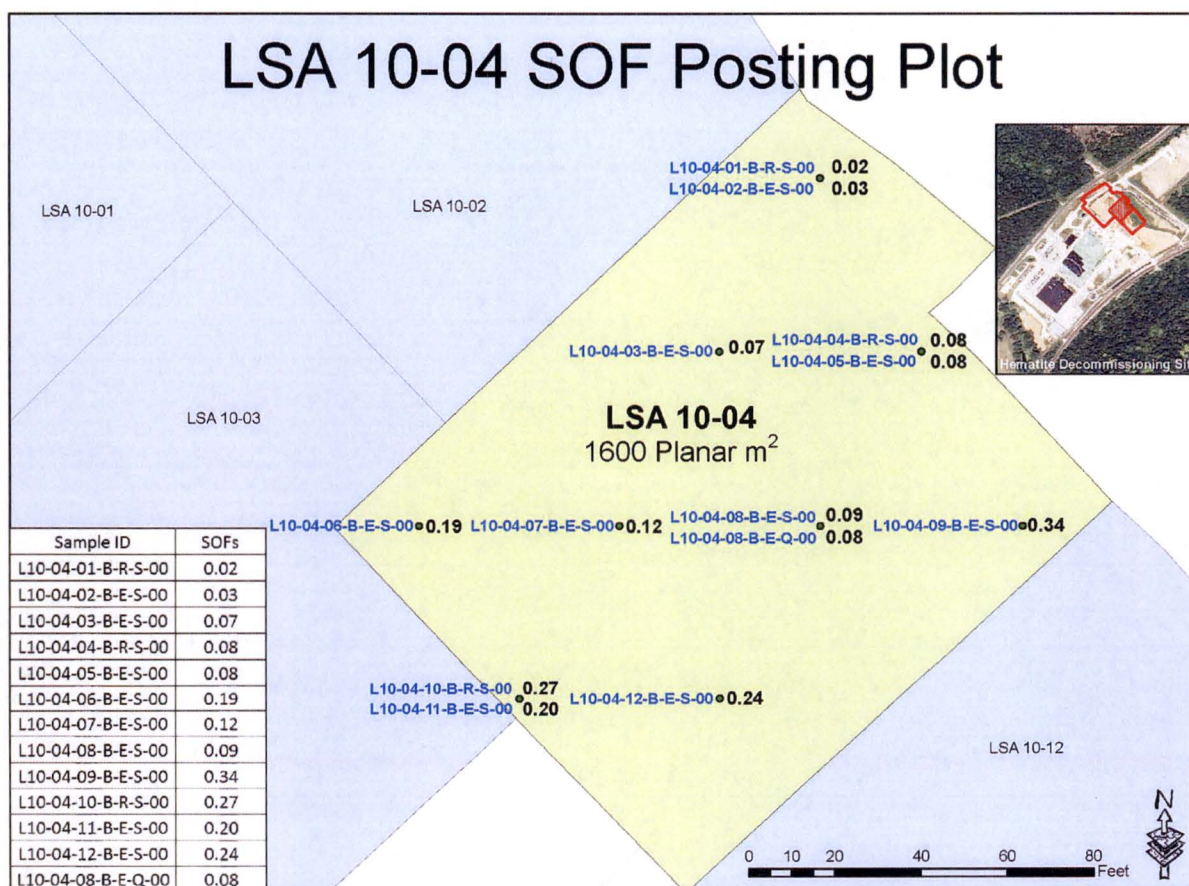 LSA 10-04 SOF Posting Plot
L10-04-01-B-R-S-00 0.02
L10-04-02-B-E-S-00 0.03
LSA 10-01
LSA 10-02
Hematite Decommissioning Sit
L10-04-03-B-E-S-00 0.07
L10-04-04-B-R-S-00 0.08
L10-04-05-B-E-S-00 0.08
LSA 10-03
LSA 10-04
1600 Planar m²
L10-04-06-B-E-S-00 0.19
L10-04-07-B-E-S-00 0.12
L10-04-08-B-E-S-00 0.09
L10-04-08-B-E-Q-00 0.08
L10-04-09-B-E-S-00 0.34
L10-04-10-B-R-S-00 0.27
L10-04-11-B-E-S-00 0.20
L10-04-12-B-E-S-00 0.24
LSA 10-12
Sample ID SOFs
L10-04-01-B-R-S-00 0.02
L10-04-02-B-E-S-00 0.03
L10-04-03-B-E-S-00 0.07
L10-04-04-B-R-S-00 0.08
L10-04-05-B-E-S-00 0.08
L10-04-06-B-E-S-00 0.19
L10-04-07-B-E-S-00 0.12
L10-04-08-B-E-S-00 0.09
L10-04-09-B-E-S-00 0.34
L10-04-10-B-R-S-00 0.27
L10-04-11-B-E-S-00 0.20
L10-04-12-B-E-S-00 0.24
L10-04-08-B-E-Q-00 0.08
N
0 10 20 40 60 80
Feet